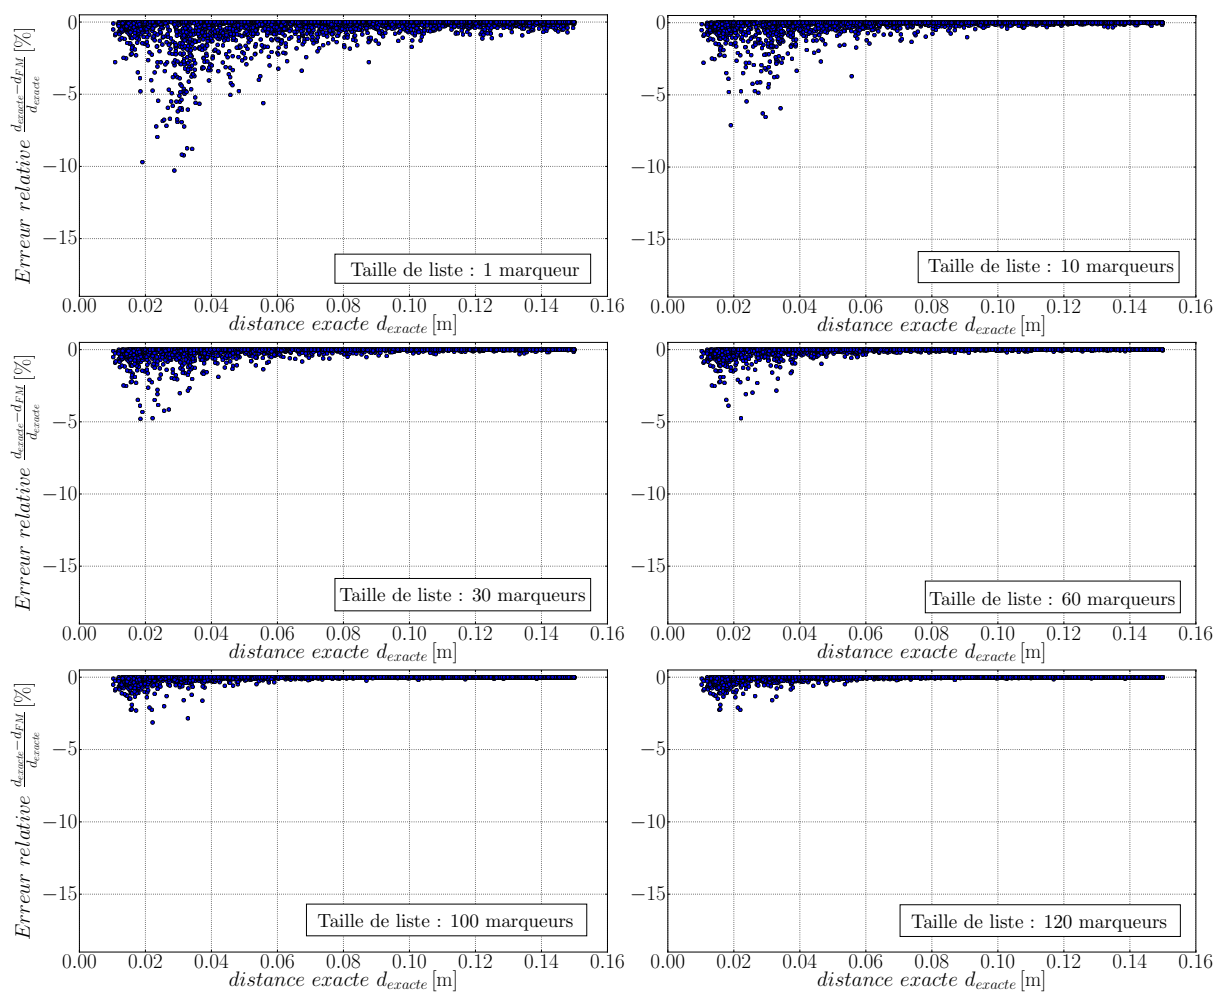 0
−5
−10
−15
Erreur relative (d_exacte − d_FM)/d_exacte [%]
Taille de liste : 1 marqueur
0.00 0.02 0.04 0.06 0.08 0.10 0.12 0.14 0.16
distance exacte d_exacte [m]
0
−5
−10
−15
Taille de liste : 10 marqueurs
0.00 0.02 0.04 0.06 0.08 0.10 0.12 0.14 0.16
distance exacte d_exacte [m]
0
−5
−10
−15
Erreur relative (d_exacte − d_FM)/d_exacte [%]
Taille de liste : 30 marqueurs
0.00 0.02 0.04 0.06 0.08 0.10 0.12 0.14 0.16
distance exacte d_exacte [m]
0
−5
−10
−15
Taille de liste : 60 marqueurs
0.00 0.02 0.04 0.06 0.08 0.10 0.12 0.14 0.16
distance exacte d_exacte [m]
0
−5
−10
−15
Erreur relative (d_exacte − d_FM)/d_exacte [%]
Taille de liste : 100 marqueurs
0.00 0.02 0.04 0.06 0.08 0.10 0.12 0.14 0.16
distance exacte d_exacte [m]
0
−5
−10
−15
Taille de liste : 120 marqueurs
0.00 0.02 0.04 0.06 0.08 0.10 0.12 0.14 0.16
distance exacte d_exacte [m]